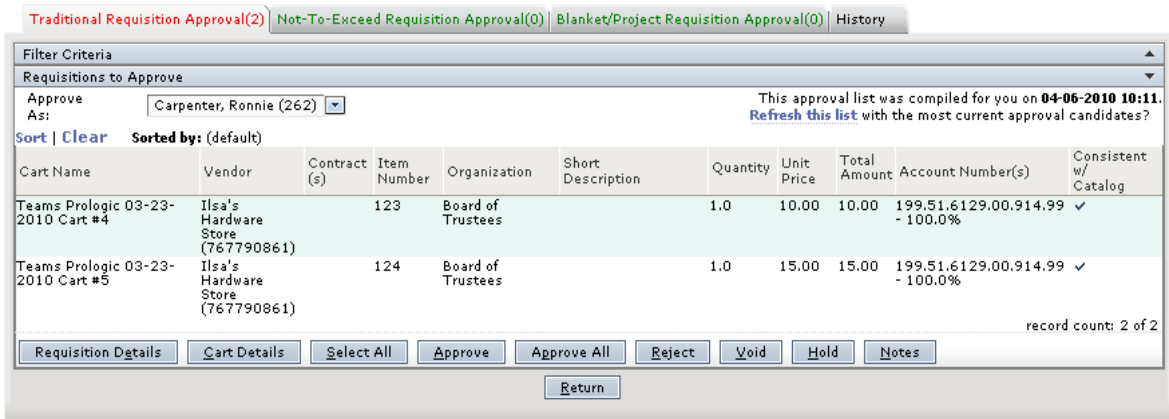 Traditional Requisition Approval(2) Not-To-Exceed Requisition Approval(0) Blanket/Project Requisition Approval(0) History
Filter Criteria
Requisitions to Approve
Approve As: Carpenter, Ronnie (262)
This approval list was compiled for you on 04-06-2010 10:11.
Refresh this list with the most current approval candidates?
Sort | Clear Sorted by: (default)
Cart Name Vendor Contract (s) Item Number Organization Short Description Quantity Unit Price Total Amount Account Number(s) Consistent w/ Catalog
Teams Prologic 03-23- Ilsa's 123 Board of 1.0 10.00 10.00 199.51.6129.00.914.99 ✓
2010 Cart #4 Hardware Trustees - 100.0%
Store
(767790861)
Teams Prologic 03-23- Ilsa's 124 Board of 1.0 15.00 15.00 199.51.6129.00.914.99 ✓
2010 Cart #5 Hardware Trustees - 100.0%
Store
(767790861)
record count: 2 of 2
Requisition Details Cart Details Select All Approve Approve All Reject Void Hold Notes
Return